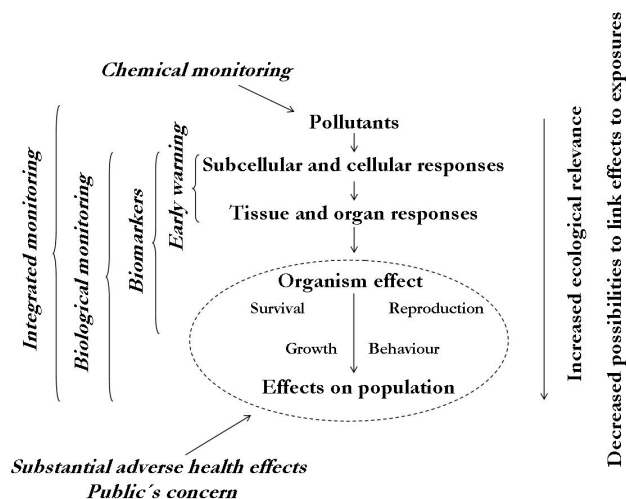 Chemical monitoring
Pollutants
Subcellular and cellular responses
Tissue and organ responses
Organism effect
Survival
Reproduction
Growth
Behaviour
Effects on population
Substantial adverse health effects
Public´s concern
Integrated monitoring
Biological monitoring
Biomarkers
Early warning
Increased ecological relevance
Decreased possibilities to link effects to exposures